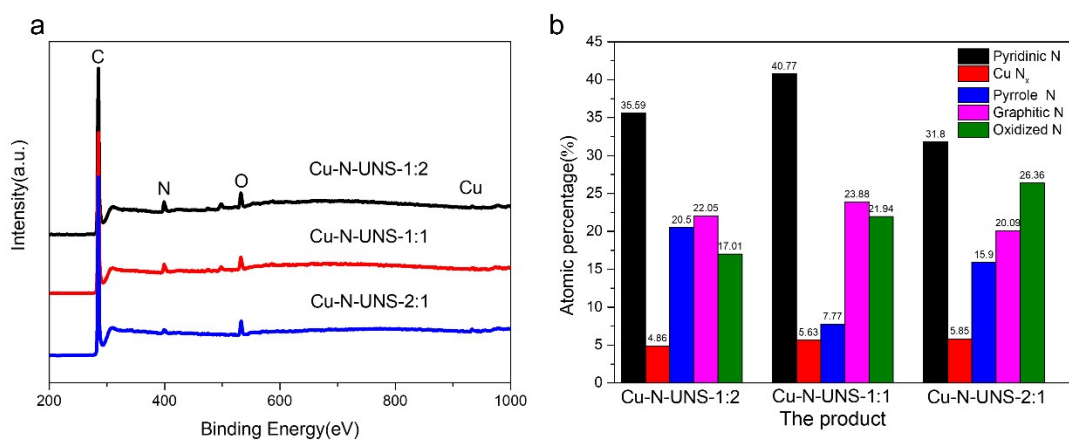 a
C
N
O
Cu
Cu-N-UNS-1:2
Cu-N-UNS-1:1
Cu-N-UNS-2:1
Intensity(a.u.)
200
400
600
800
1000
Binding Energy(eV)
b
45
40
35
30
25
20
15
10
5
0
Atomic percentage(%)
Pyridinic N
Cu Nₓ
Pyrrole N
Graphitic N
Oxidized N
35.59
4.86
20.5
22.05
17.01
40.77
5.63
7.77
23.88
21.94
31.8
5.85
15.9
20.09
26.36
Cu-N-UNS-1:2
Cu-N-UNS-1:1
Cu-N-UNS-2:1
The product